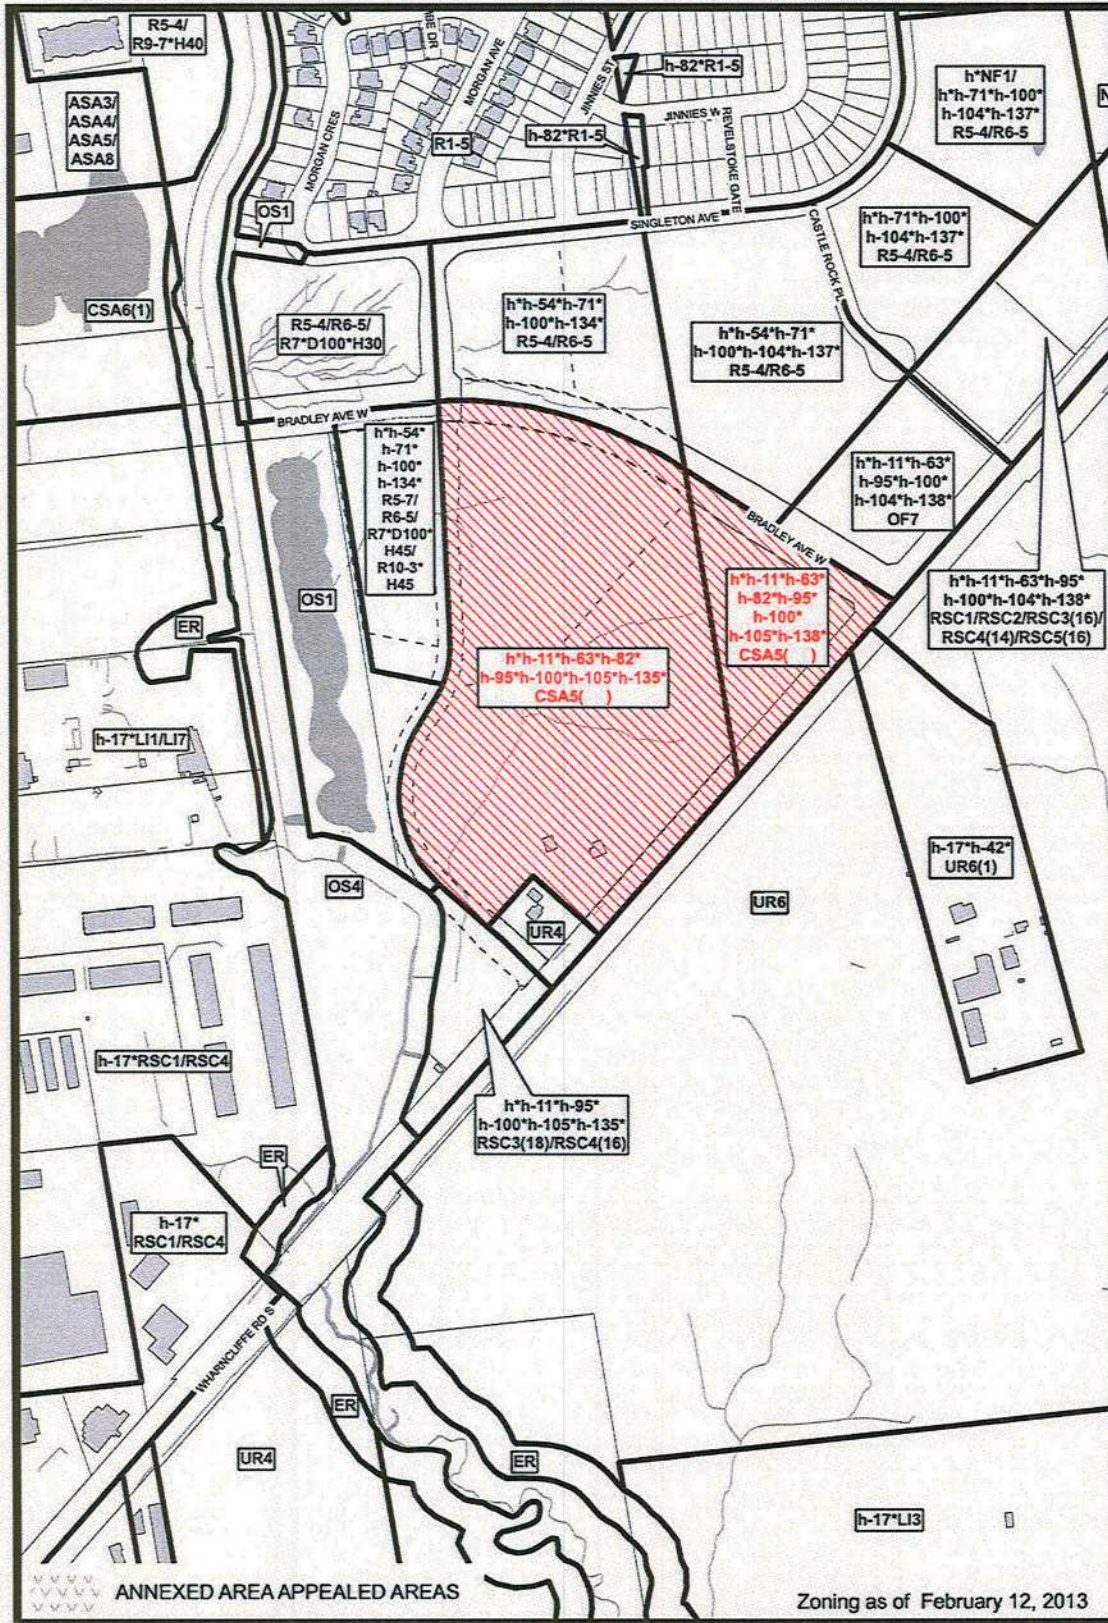 R5-4/
R9-7*H40
ASA3/
ASA4/
ASA5/
ASA8
MORGAN CRES
MORGAN AVE
R1-5
JINNIES ST
h-82*R1-5
h-82*R1-5
JINNIES W
REVELSTOKE GATE
h*NF1/
h*h-71*h-100*
h-104*h-137*
R5-4/R6-5
OS1
SINGLETON AVE
CASTLE ROCK PL
h*h-71*h-100*
h-104*h-137*
R5-4/R6-5
CSA6(1)
R5-4/R6-5/
R7*D100*H30
h*h-54*h-71*
h-100*h-134*
R5-4/R6-5
h*h-54*h-71*
h-100*h-104*h-137*
R5-4/R6-5
BRADLEY AVE W
h*h-54*
h-71*
h-100*
h-134*
R5-7/
R6-5/
R7*D100*
H45/
R10-3*
H45
h*h-11*h-63*
h-95*h-100*
h-104*h-138*
OF7
BRADLEY AVE W
h*h-11*h-63*
h-82*h-95*
h-100*
h-105*h-138*
CSA5( )
h*h-11*h-63*h-95*
h-100*h-104*h-138*
RSC1/RSC2/RSC3(16)/
RSC4(14)/RSC5(16)
OS1
ER
h*h-11*h-63*h-82*
h-95*h-100*h-105*h-135*
CSA5( )
h-17*LI1/LI7
OS4
UR4
UR6
h-17*h-42*
UR6(1)
h-17*RSC1/RSC4
h*h-11*h-95*
h-100*h-105*h-135*
RSC3(18)/RSC4(16)
ER
h-17*
RSC1/RSC4
WHARNCLIFFE RD S
ER
UR4
ER
h-17*LI3
ANNEXED AREA APPEALED AREAS
Zoning as of February 12, 2013